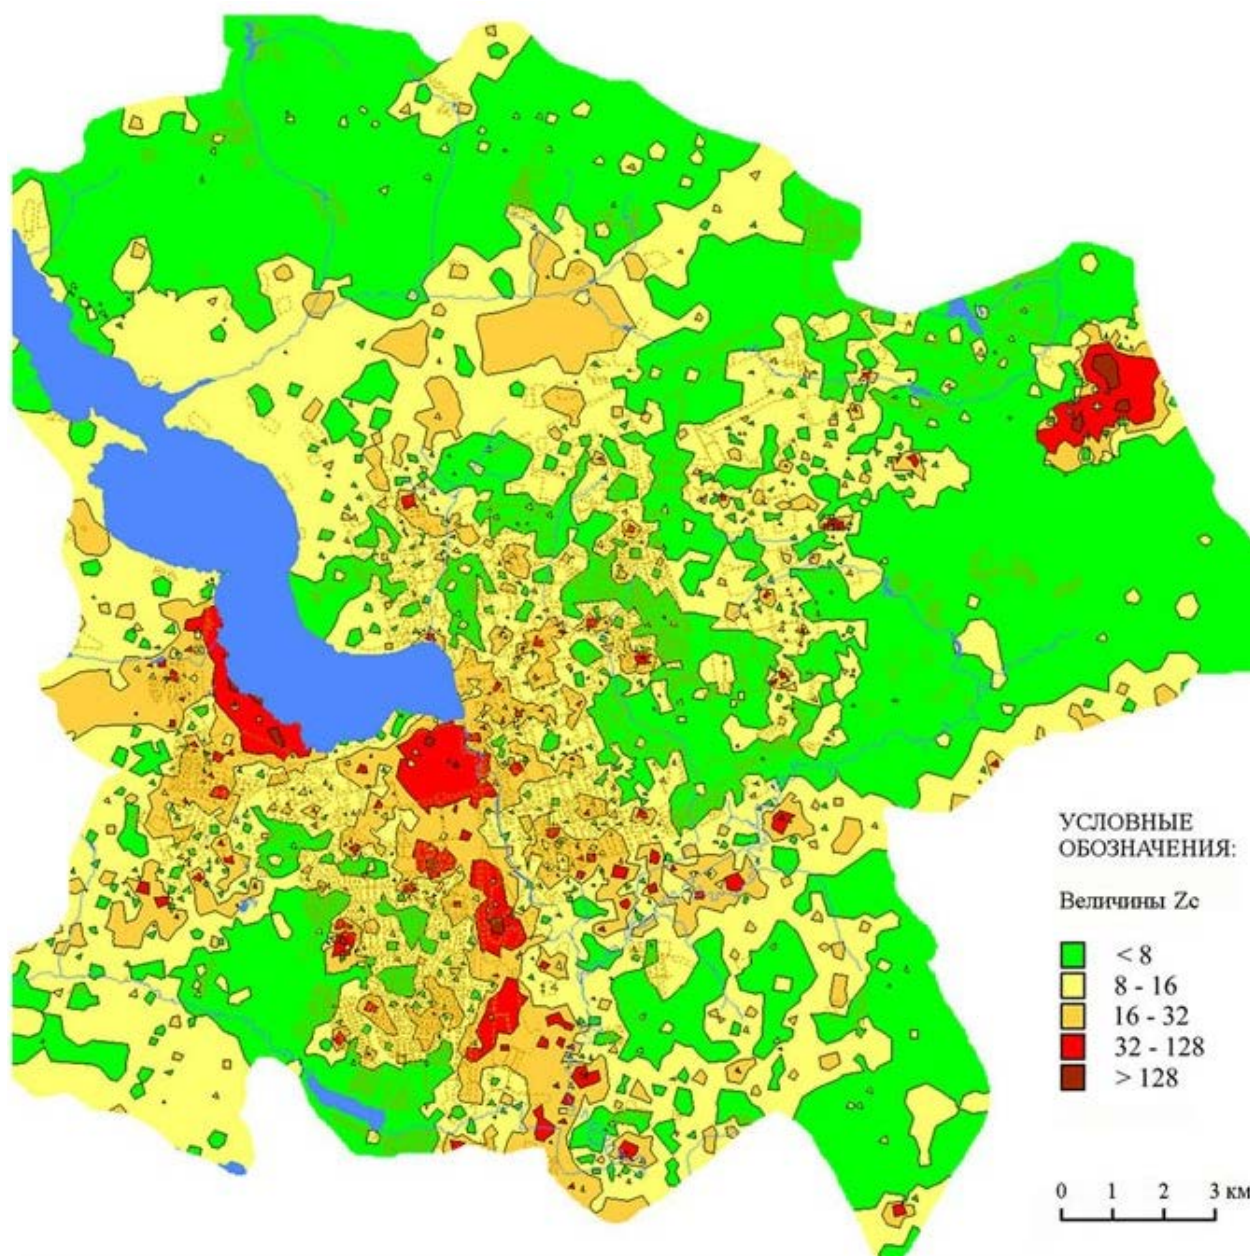 УСЛОВНЫЕ
ОБОЗНАЧЕНИЯ:
Величины Zc
< 8
8 - 16
16 - 32
32 - 128
> 128
0 1 2 3 км